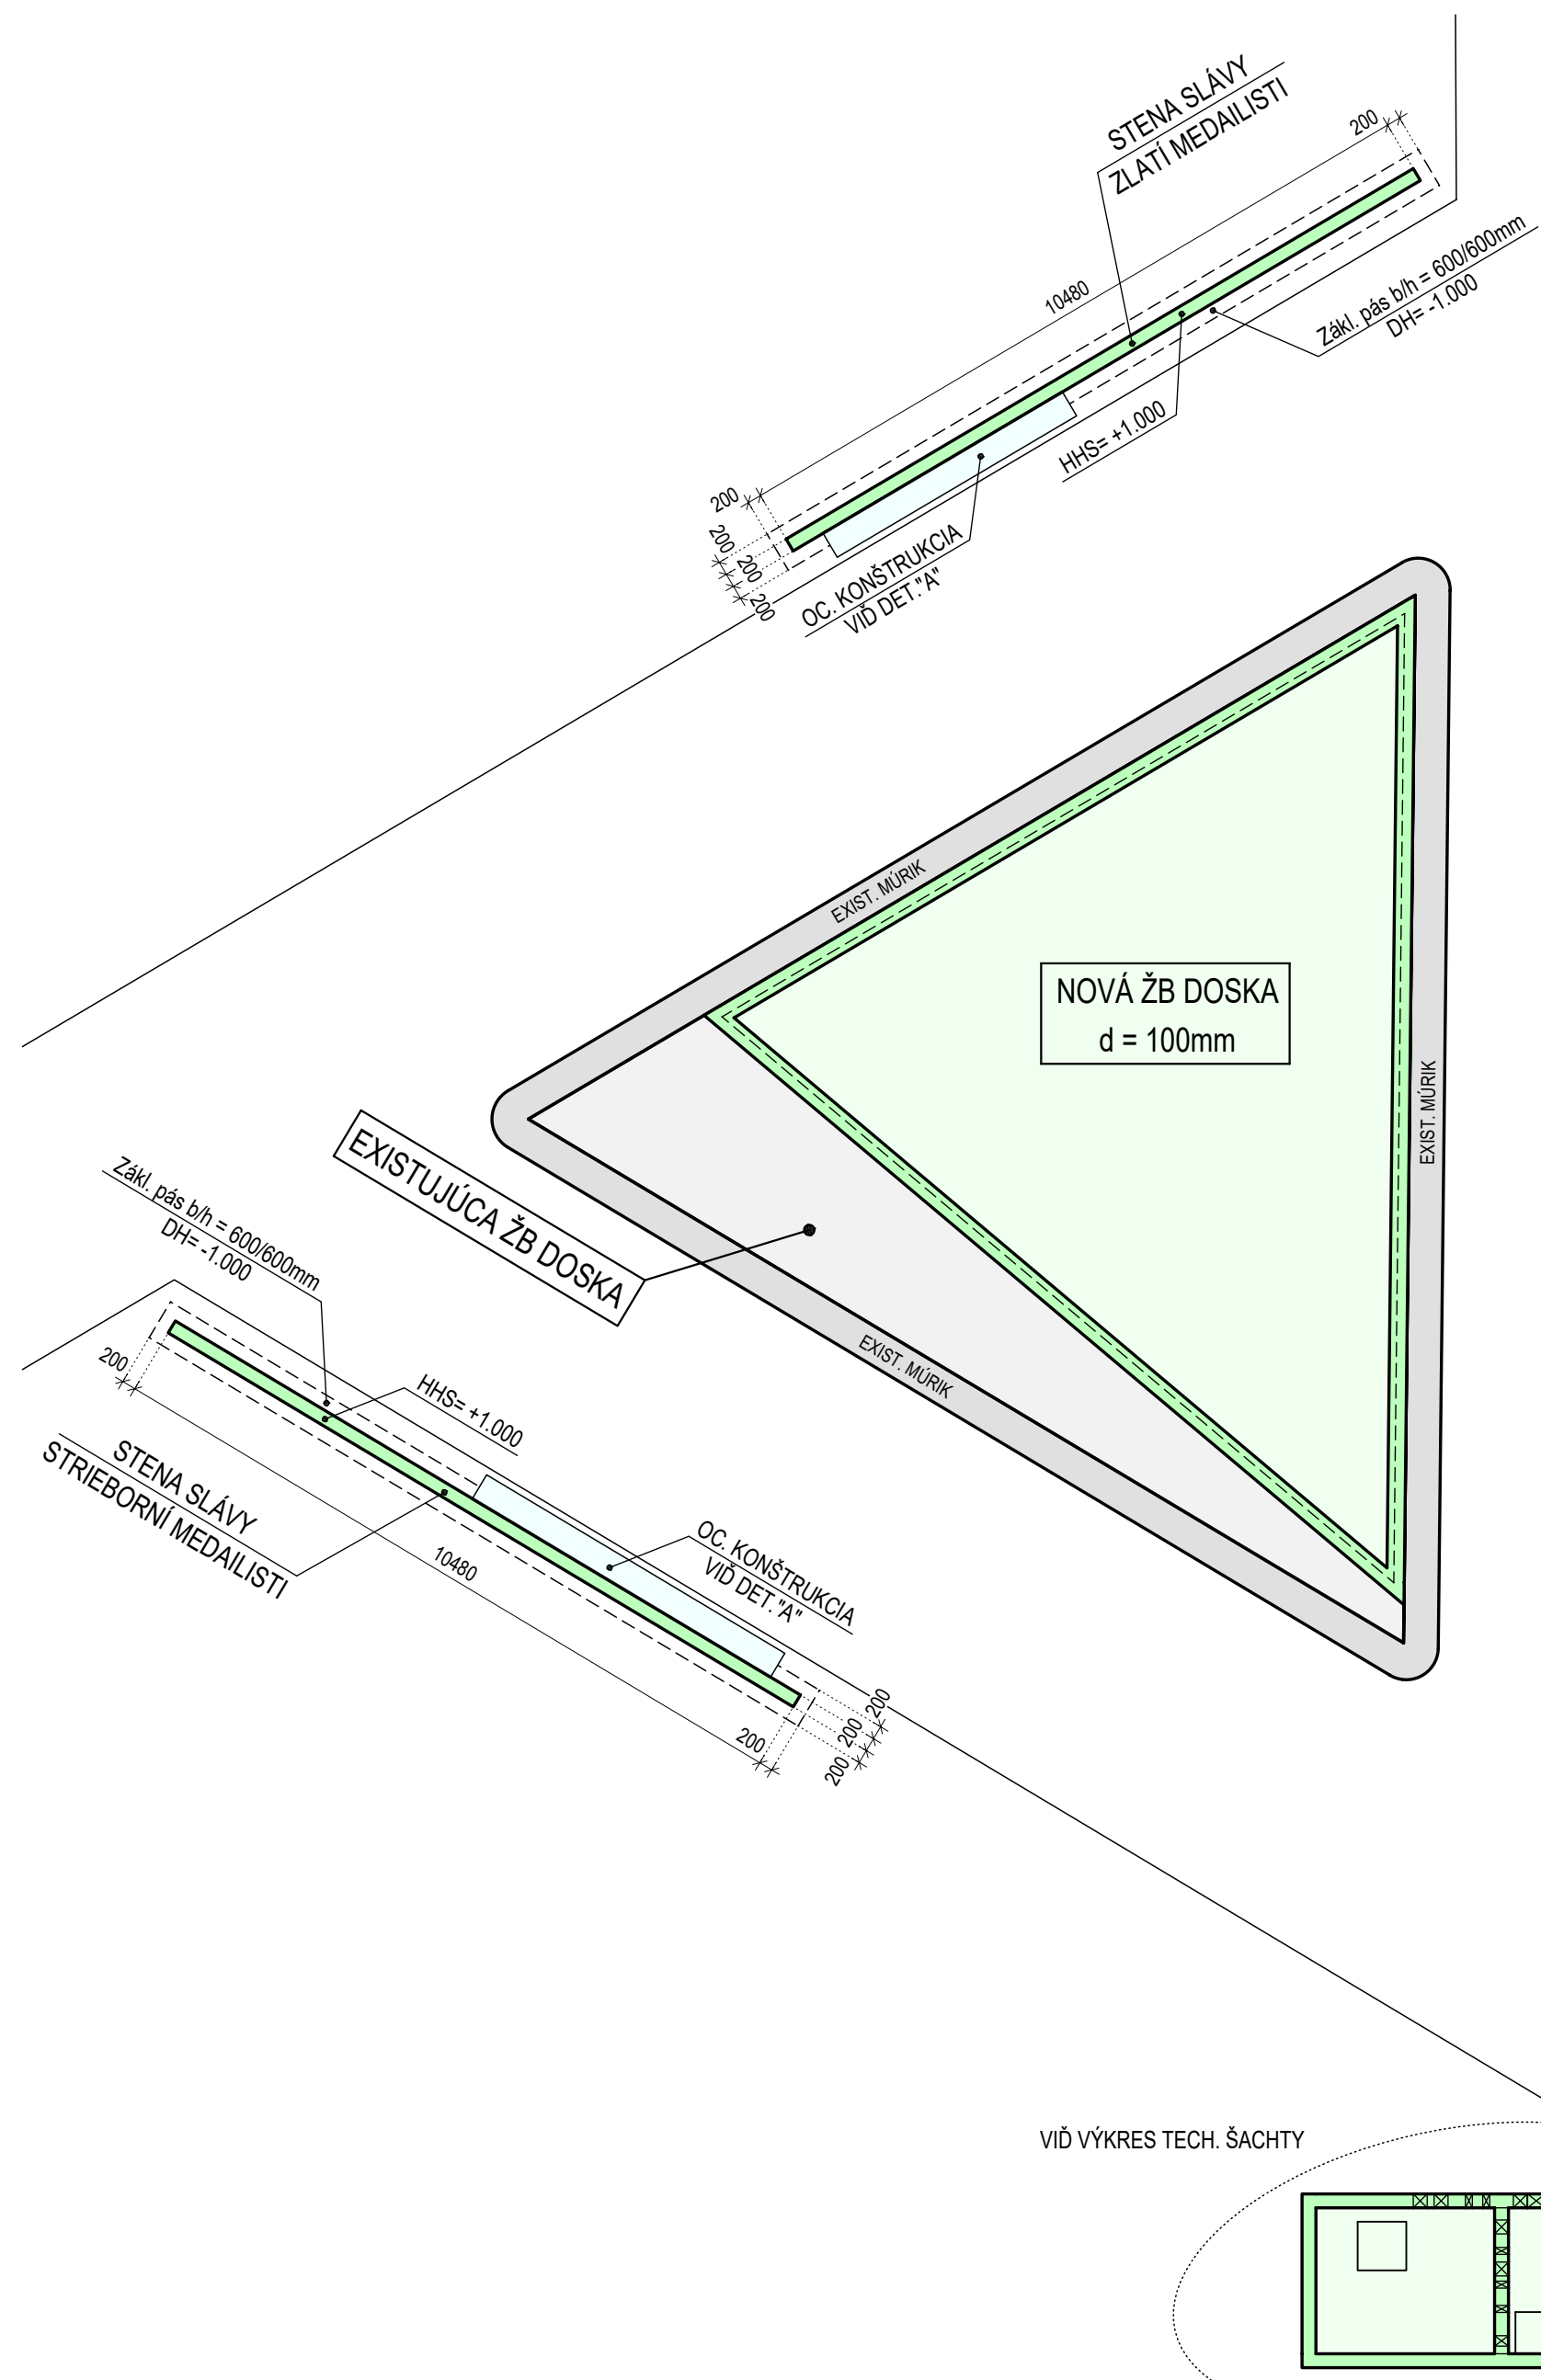 STENA SLÁVY
ZLATÍ MEDAILISTI
200
10480
Zákl. pás b/h = 600/600mm
DH= -1.000
HHS= +1.000
200
200
200
200
OC. KONŠTRUKCIA
VIĎ DET."A"
EXIST. MÚRIK
NOVÁ ŽB DOSKA
d = 100mm
EXIST. MÚRIK
EXISTUJÚCA ŽB DOSKA
EXIST. MÚRIK
Zákl. pás b/h = 600/600mm
DH= -1.000
200
HHS= +1.000
STENA SLÁVY
STRIEBORNÍ MEDAILISTI
10480
OC. KONŠTRUKCIA
VIĎ DET."A"
200
200
200
200
VIĎ VÝKRES TECH. ŠACHTY